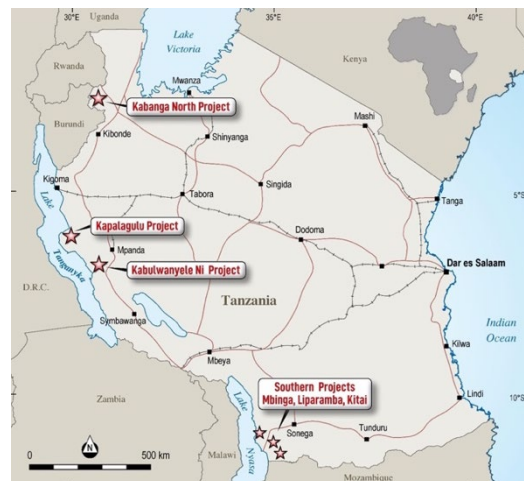 30°E
35°E
40°E
Uganda
Lake
Victoria
Kenya
Rwanda
Mwanza
Kabanga North Project
Mashi
Burundi
Kibonde
Shinyanga
Kigoma
Tabora
Singida
5°S
Tanga
Lake
Tanganyka
Kapalagulu Project
Mpanda
Dodoma
Dar es Salaam
Kabulwanyele Ni Project
D.R.C.
Tanzania
Symbawanga
Indian
Ocean
Kilwa
Mbeya
Southern Projects
Mbinga, Liparamba, Kitai
Lindi
10°S
Zambia
Lake
Nyasa
Sonega
Tunduru
N
Malawi
Mozambique
0
500 km